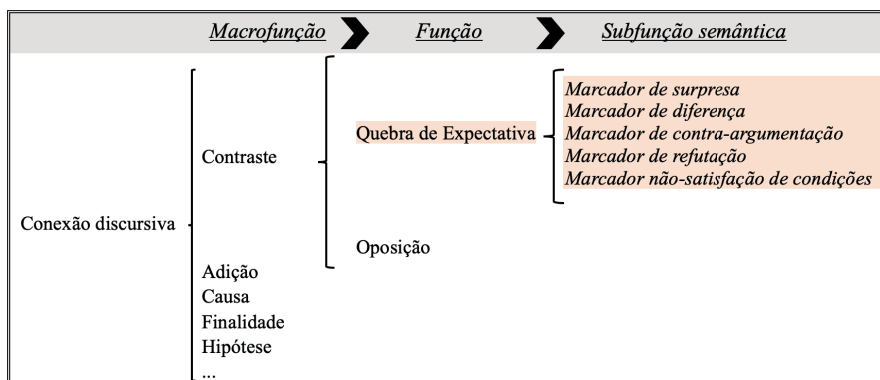 Macrofunção Função Subfunção semântica
Marcador de surpresa
Marcador de diferença
Quebra de Expectativa Marcador de contra-argumentação
Contraste Marcador de refutação
Marcador não-satisfação de condições
Conexão discursiva
Oposição
Adição
Causa
Finalidade
Hipótese
...